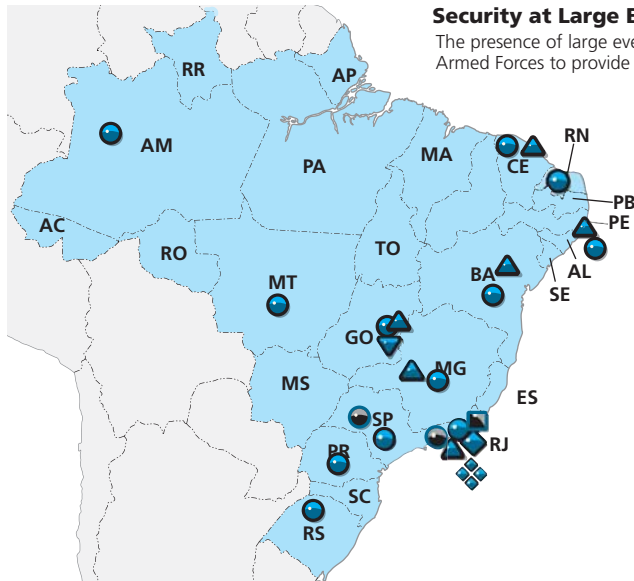 Security at Large E
The presence of large eve
Armed Forces to provide
RR
AP
AM
PA
MA
CE
RN
PB
PE
AL
SE
AC
RO
TO
BA
MT
GO
MG
MS
ES
SP
RJ
PR
SC
RS